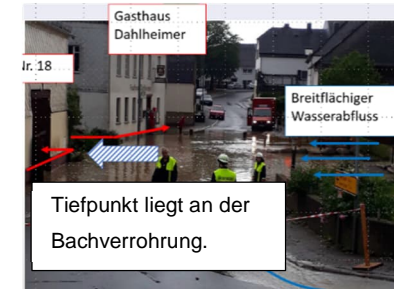 Gasthaus
Dahlheimer
Nr. 18
Breitflächiger
Wasserabfluss
Tiefpunkt liegt an der
Bachverrohrung.